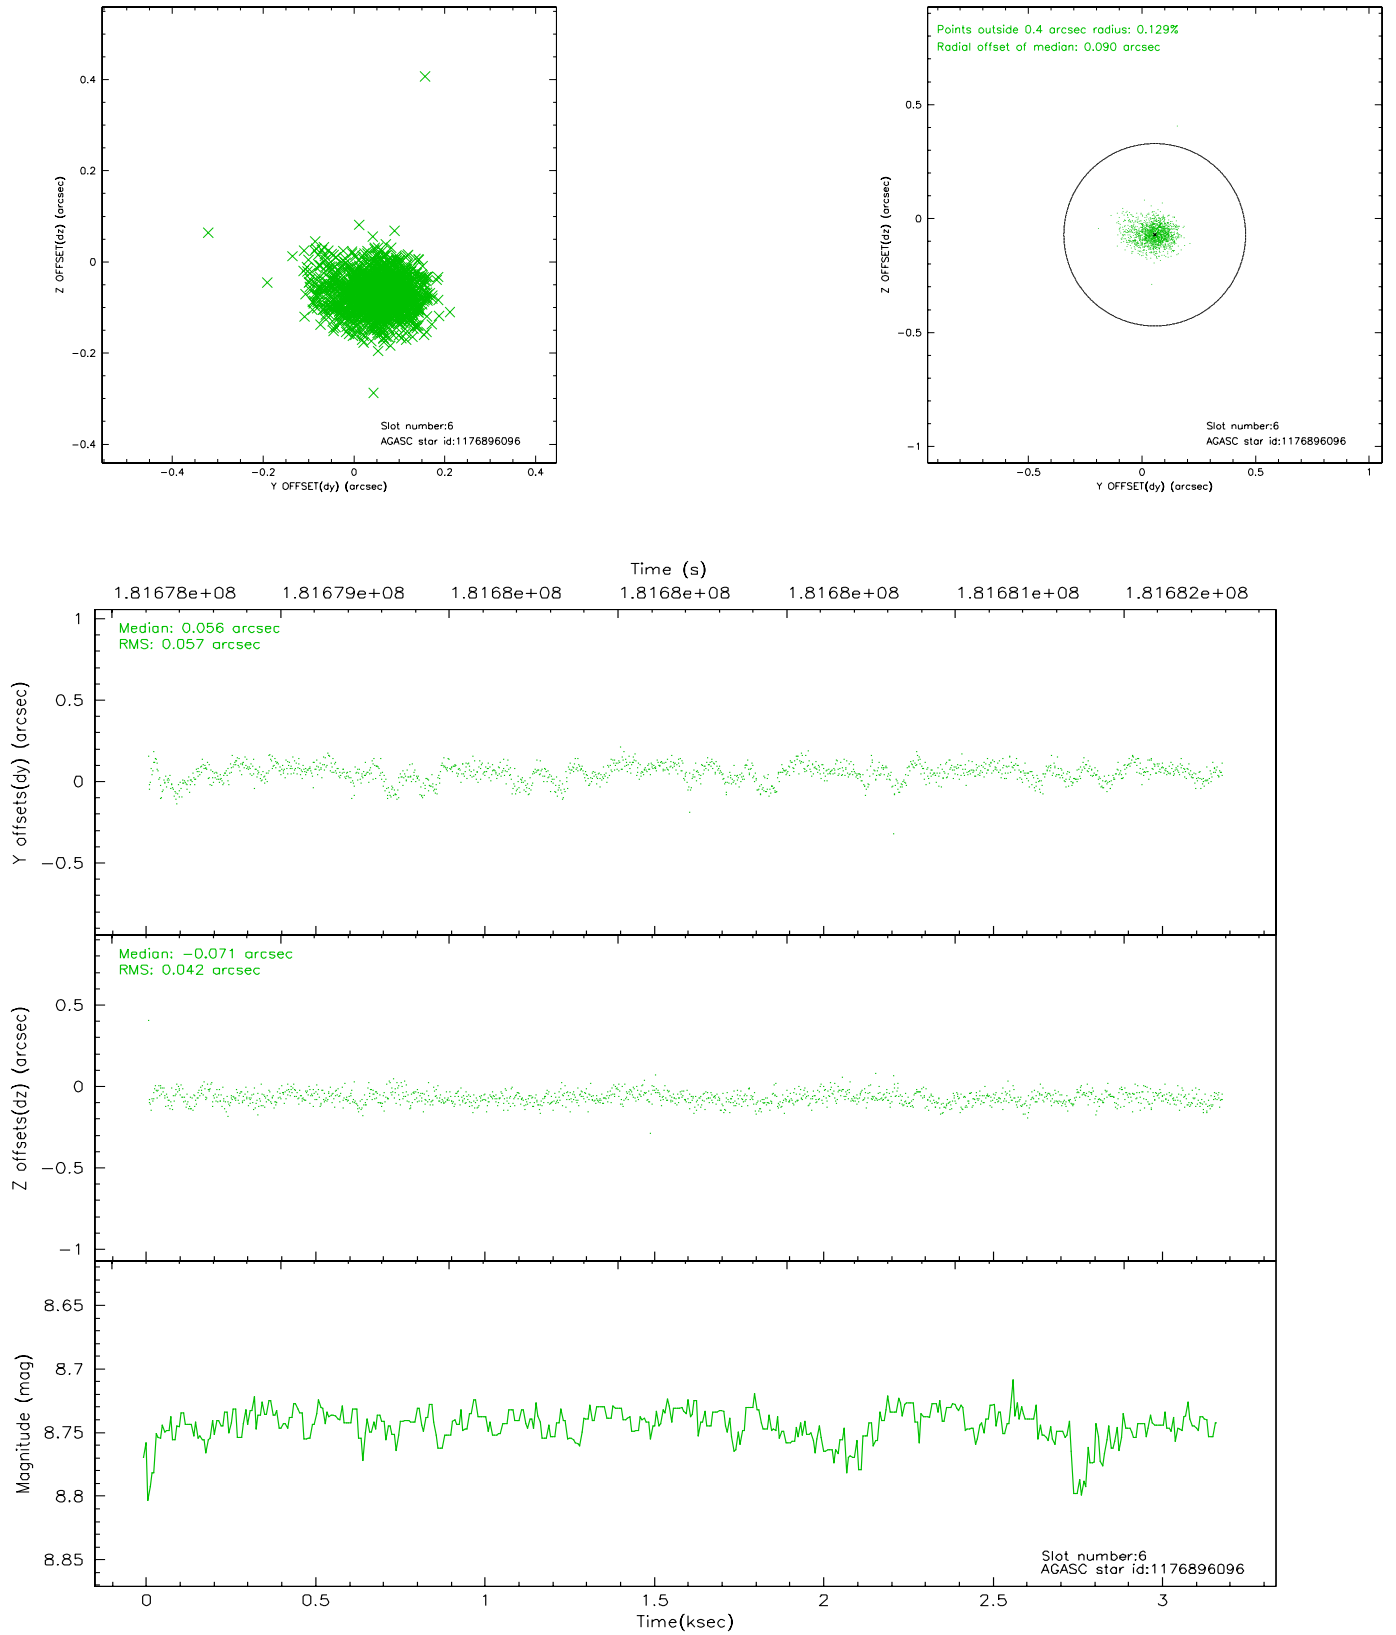 0.4
0.2
0
−0.2
−0.4
Z OFFSET(dz) (arcsec)
Slot number:6
AGASC star id:1176896096
−0.4 −0.2 0 0.2 0.4
Y OFFSET(dy) (arcsec)
Points outside 0.4 arcsec radius: 0.129%
Radial offset of median: 0.090 arcsec
0.5
0
−0.5
−1
Z OFFSET(dz) (arcsec)
Slot number:6
AGASC star id:1176896096
−0.5 0 0.5 1
Y OFFSET(dy) (arcsec)
Time (s)
1.81678e+08 1.81679e+08 1.8168e+08 1.8168e+08 1.8168e+08 1.81681e+08 1.81682e+08
Median: 0.056 arcsec
RMS: 0.057 arcsec
1
0.5
0
−0.5
Y offsets(dy) (arcsec)
Median: −0.071 arcsec
RMS: 0.042 arcsec
0.5
0
−0.5
−1
Z offsets(dz) (arcsec)
8.65
8.7
8.75
8.8
8.85
Magnitude (mag)
Slot number:6
AGASC star id:1176896096
0 0.5 1 1.5 2 2.5 3
Time(ksec)